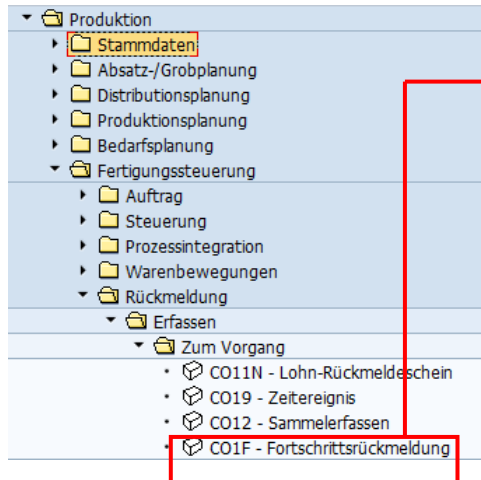 Produktion
Stammdaten
Absatz-/Grobplanung
Distributionsplanung
Produktionsplanung
Bedarfsplanung
Fertigungssteuerung
Auftrag
Steuerung
Prozessintegration
Warenbewegungen
Rückmeldung
Erfassen
Zum Vorgang
CO11N - Lohn-Rückmeldeschein
CO19 - Zeitereignis
CO12 - Sammelerfassen
CO1F - Fortschrittsrückmeldung